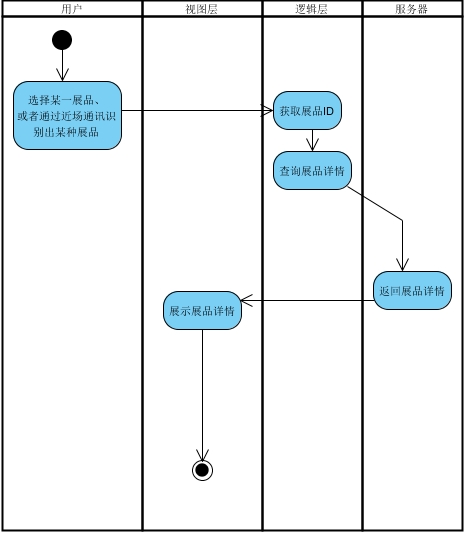 用户
视图层
逻辑层
服务器
选择某一展品、
或者通过近场通讯识
别出某种展品
获取展品ID
查询展品详情
返回展品详情
展示展品详情